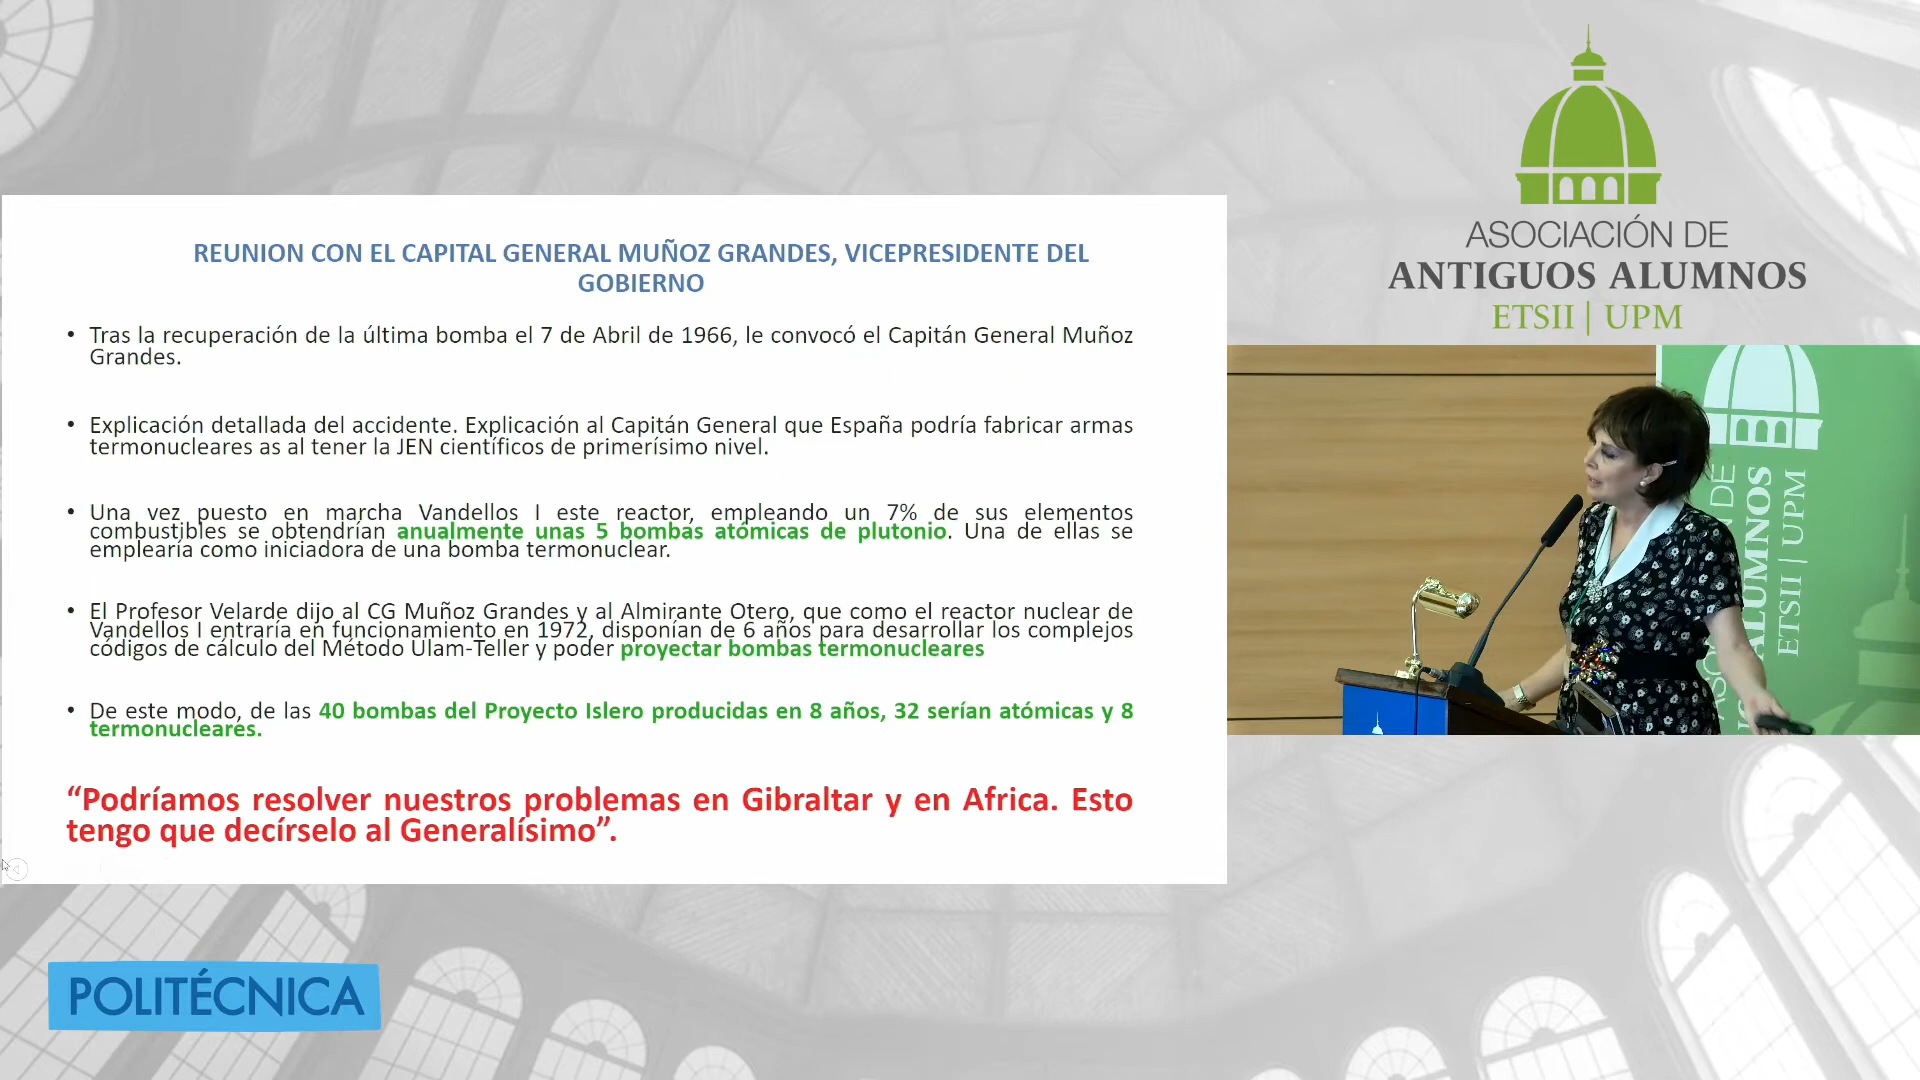 REUNION CON EL CAPITAL GENERAL MUÑOZ GRANDES, VICEPRESIDENTE DEL
GOBIERNO
• Tras la recuperación de la última bomba el 7 de Abril de 1966, le convocó el Capitán General Muñoz
Grandes.
• Explicación detallada del accidente. Explicación al Capitán General que España podría fabricar armas
termonucleares as al tener la JEN científicos de primerísimo nivel.
• Una vez puesto en marcha Vandellos I este reactor, empleando un 7% de sus elementos
combustibles se obtendrían anualmente unas 5 bombas atómicas de plutonio. Una de ellas se
emplearía como iniciadora de una bomba termonuclear.
• El Profesor Velarde dijo al CG Muñoz Grandes y al Almirante Otero, que como el reactor nuclear de
Vandellos I entraría en funcionamiento en 1972, disponían de 6 años para desarrollar los complejos
códigos de cálculo del Método Ulam-Teller y poder proyectar bombas termonucleares
• De este modo, de las 40 bombas del Proyecto Islero producidas en 8 años, 32 serían atómicas y 8
termonucleares.
“Podríamos resolver nuestros problemas en Gibraltar y en Africa. Esto
tengo que decírselo al Generalísimo”.
ASOCIACIÓN DE
ANTIGUOS ALUMNOS
ETSII | UPM
DE
ALUMNOS
ETSII | UPM
POLITÉCNICA